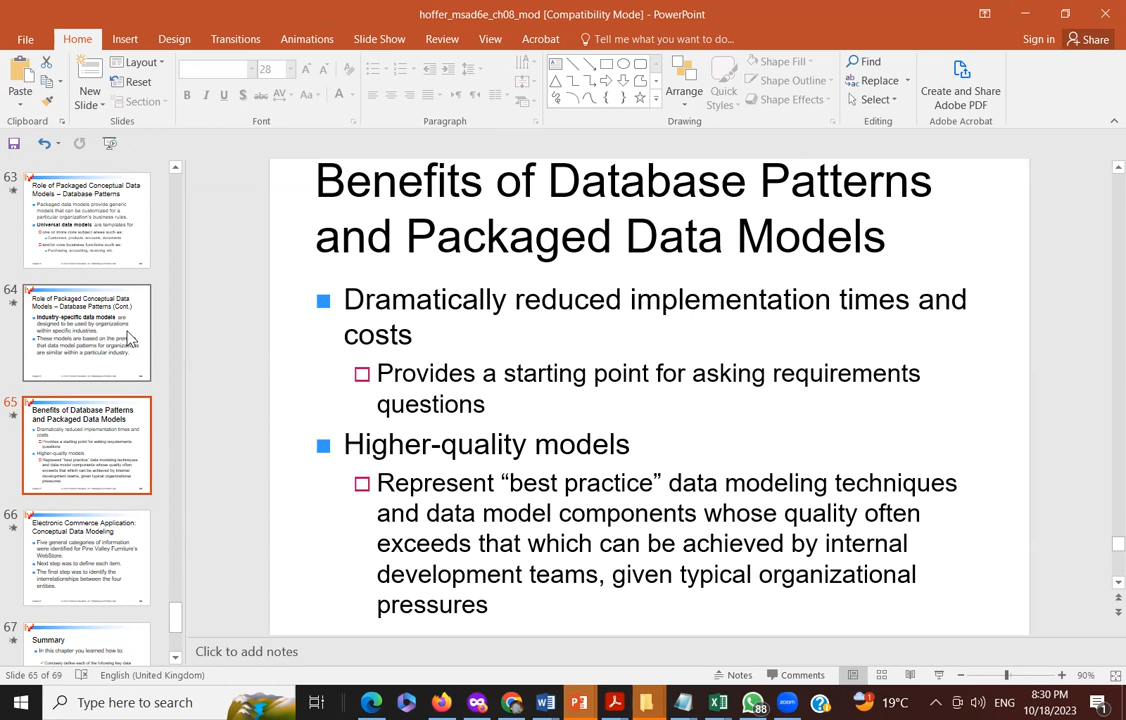 hoffer_msad6e_ch08_mod [Compatibility Mode] - PowerPoint
File Home Insert Design Transitions Animations Slide Show Review View Acrobat Tell me what you want to do... Sign in Share
Paste
Clipboard
New Slide
Layout
Reset
Section
Slides
28
B I U S abc AV Aa A
Font
Paragraph
Arrange
Quick Styles
Shape Fill
Shape Outline
Shape Effects
Drawing
Find
Replace
Select
Editing
Create and Share Adobe PDF
Adobe Acrobat
63
Role of Packaged Conceptual Data
Models – Database Patterns
Packaged data models provide generic
models that can be customized for a
particular organization's business rules.
Universal data models are templates for
one or more core subject areas such as:
Customers, products, accounts, documents
and/or core business functions such as:
Purchasing, accounting, receiving, etc.
64
Role of Packaged Conceptual Data
Models – Database Patterns (Cont.)
Industry-specific data models are
designed to be used by organizations
within specific industries.
These models are based on the
that data model patterns for
are similar within a particular industry.
65
Benefits of Database Patterns
and Packaged Data Models
Dramatically reduced implementation times and
costs
Provides a starting point for asking requirements
questions
Higher-quality models
Represent "best practice" data modeling techniques
and data model components whose quality often
exceeds that which can be achieved by internal
development teams, given typical organizational
pressures
66
Electronic Commerce Application:
Conceptual Data Modeling
Five general categories of information
were identified for Pine Valley Furniture's
WebStore.
Next step was to define each item.
The final step was to identify the
interrelationships between the four
entities.
67
Summary
In this chapter you learned how to:
Concisely define each of the following key data
Benefits of Database Patterns
and Packaged Data Models
Dramatically reduced implementation times and
costs
Provides a starting point for asking requirements
questions
Higher-quality models
Represent “best practice” data modeling techniques
and data model components whose quality often
exceeds that which can be achieved by internal
development teams, given typical organizational
pressures
Click to add notes
Slide 65 of 69 English (United Kingdom) Notes Comments 90%
Type here to search 88 zoom 19°C ENG 8:30 PM
10/18/2023 1